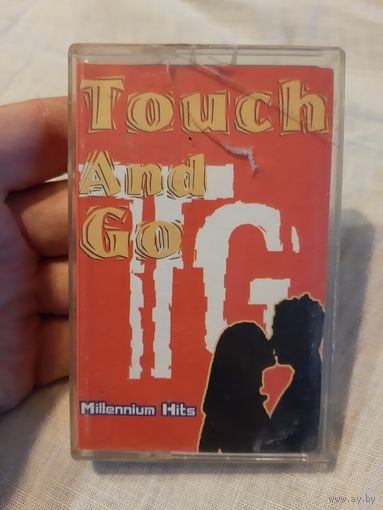 Touch
And
Go
TG
Millennium Hits
www.ay.by